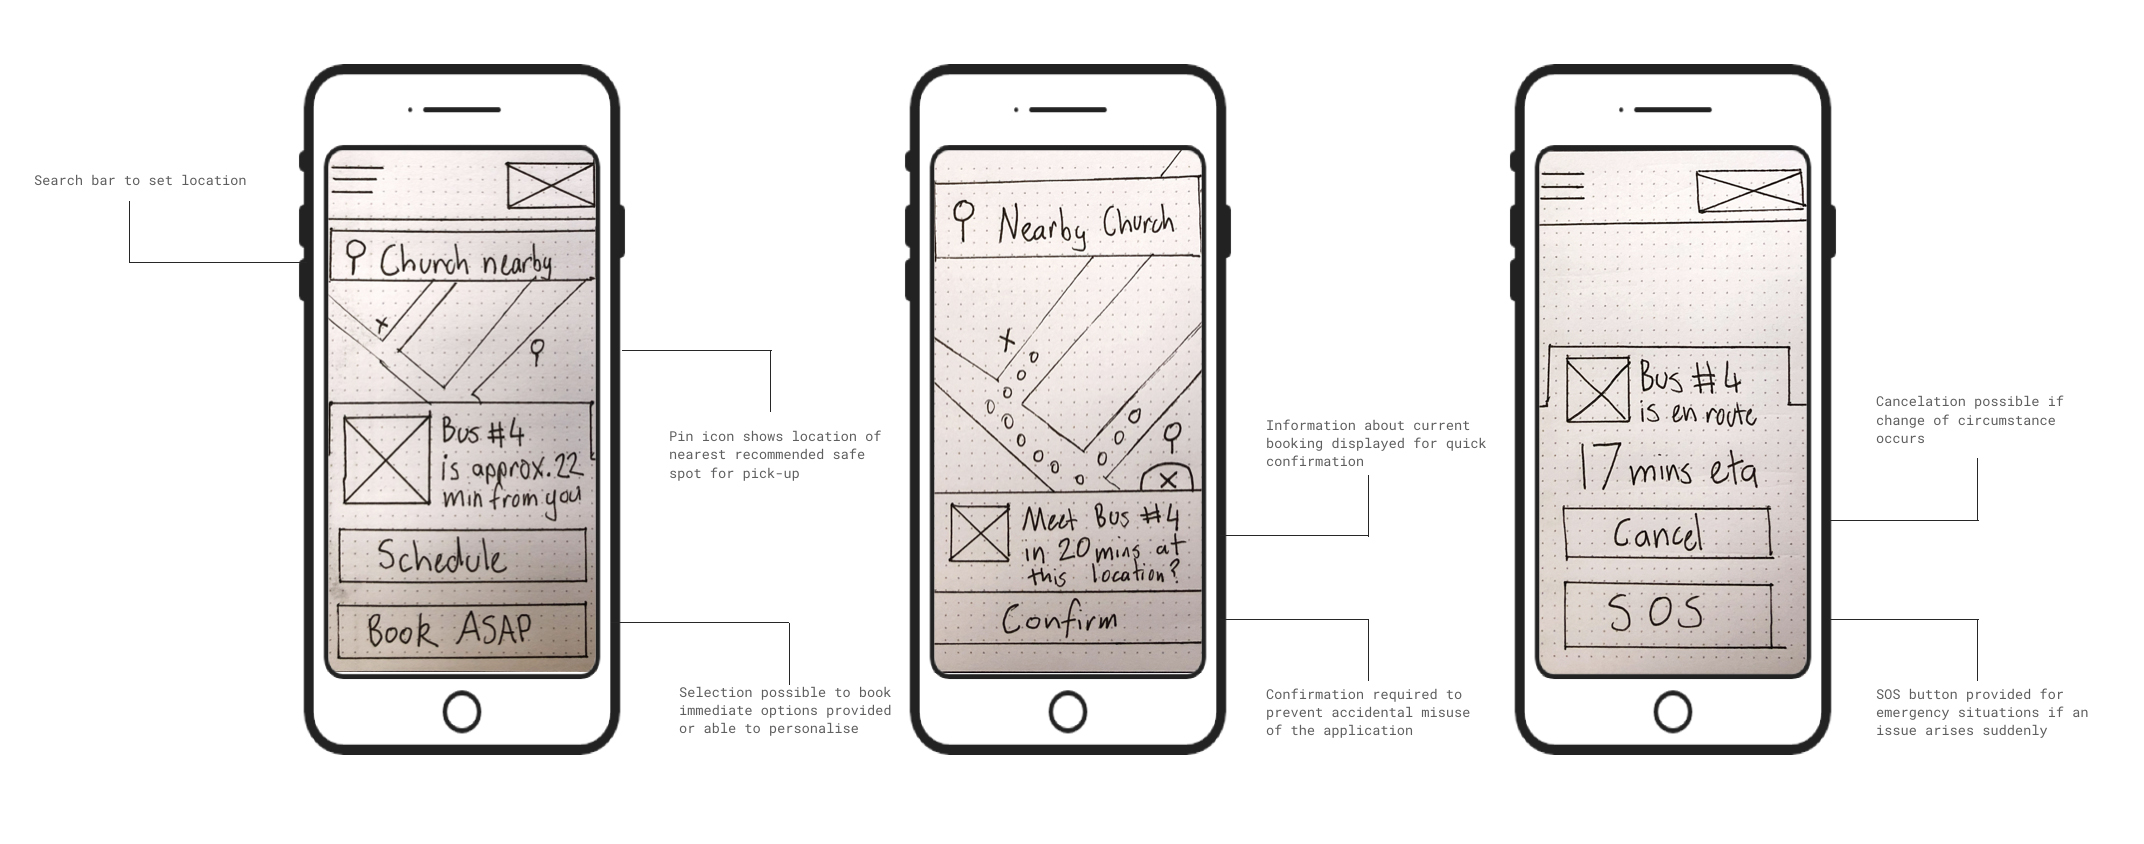 Search bar to set location
Church nearby
Bus #4
is approx. 22
min from you
Schedule
Book ASAP
Pin icon shows location of
nearest recommended safe
spot for pick-up
Selection possible to book
immediate options provided
or able to personalise
Nearby Church
Meet Bus #4
in 20 mins at
this location?
Confirm
Information about current
booking displayed for quick
confirmation
Confirmation required to
prevent accidental misuse
of the application
Bus #4
is en route
17 mins eta
Cancel
SOS
Cancelation possible if
change of circumstance
occurs
SOS button provided for
emergency situations if an
issue arises suddenly